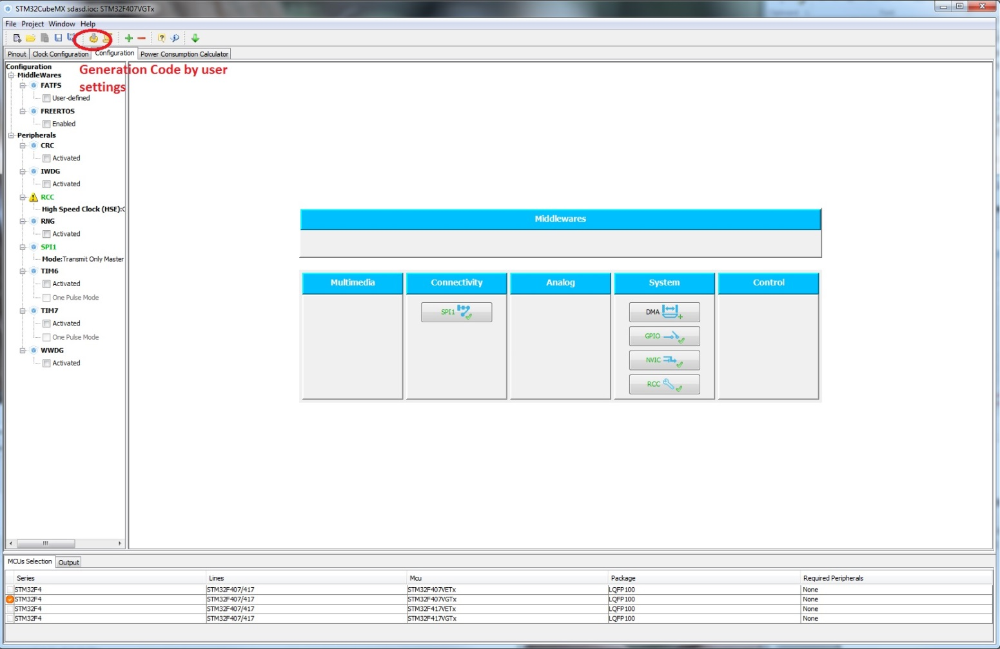 STM32CubeMX sdasd.ioc: STM32F407VGTx
File Project Window Help
Pinout Clock Configuration Configuration Power Consumption Calculator
Generation Code by user
settings
Configuration
MiddleWares
FATFS
User-defined
FREERTOS
Enabled
Peripherals
CRC
Activated
IWDG
Activated
RCC
High Speed Clock (HSE):
RNG
Activated
SPI1
Mode:Transmit Only Master
TIM6
Activated
One Pulse Mode
TIM7
Activated
One Pulse Mode
WWDG
Activated
Middlewares
Multimedia Connectivity Analog System Control
SPI1 DMA
GPIO
NVIC
RCC
MCUs Selection Output
Series Lines Mcu Package Required Peripherals
STM32F4 STM32F407/417 STM32F407VETx LQFP100 None
STM32F4 STM32F407/417 STM32F407VGTx LQFP100 None
STM32F4 STM32F407/417 STM32F417VETx LQFP100 None
STM32F4 STM32F407/417 STM32F417VGTx LQFP100 None